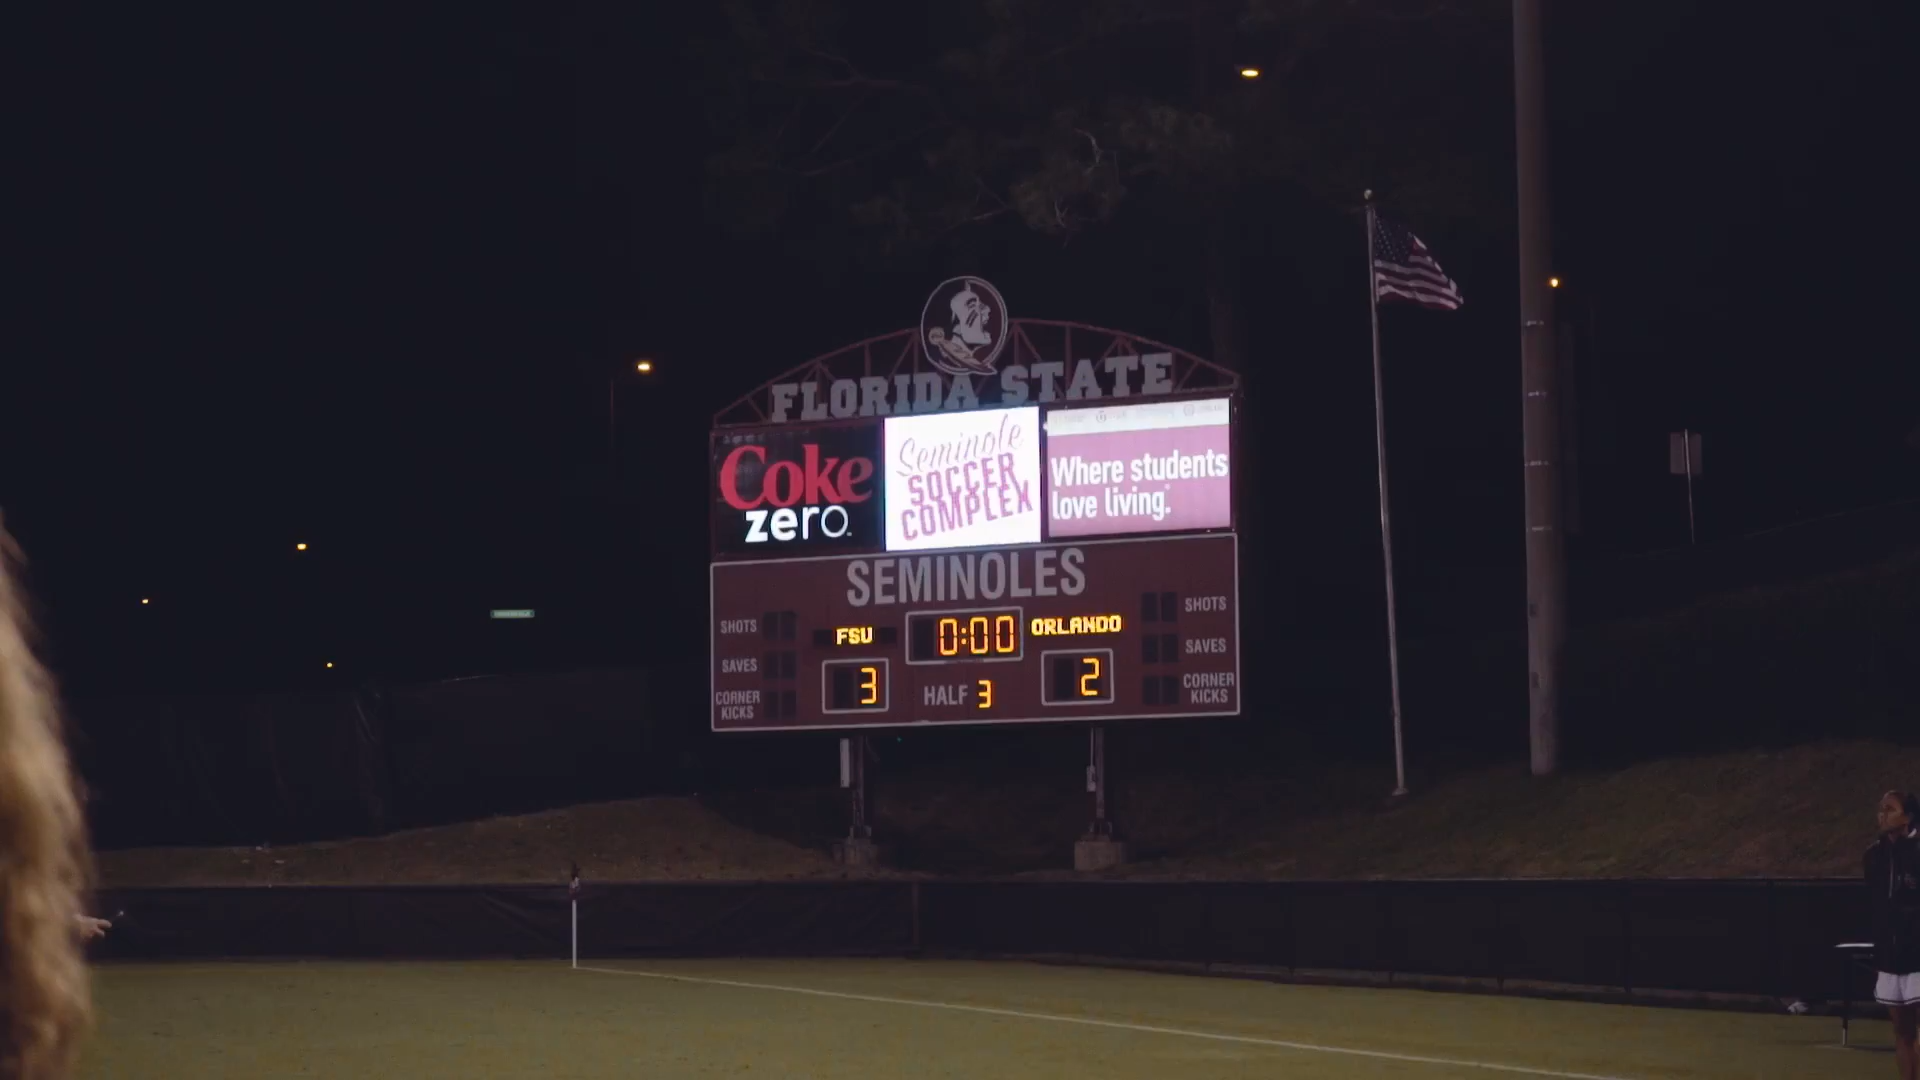 FLORIDA STATE
Coke
zero
Seminole
SOCCER
COMPLEX
Where students
love living.
SEMINOLES
SHOTS
SAVES
CORNER
KICKS
FSU
0:00
ORLANDO
3
HALF 3
2
SHOTS
SAVES
CORNER
KICKS